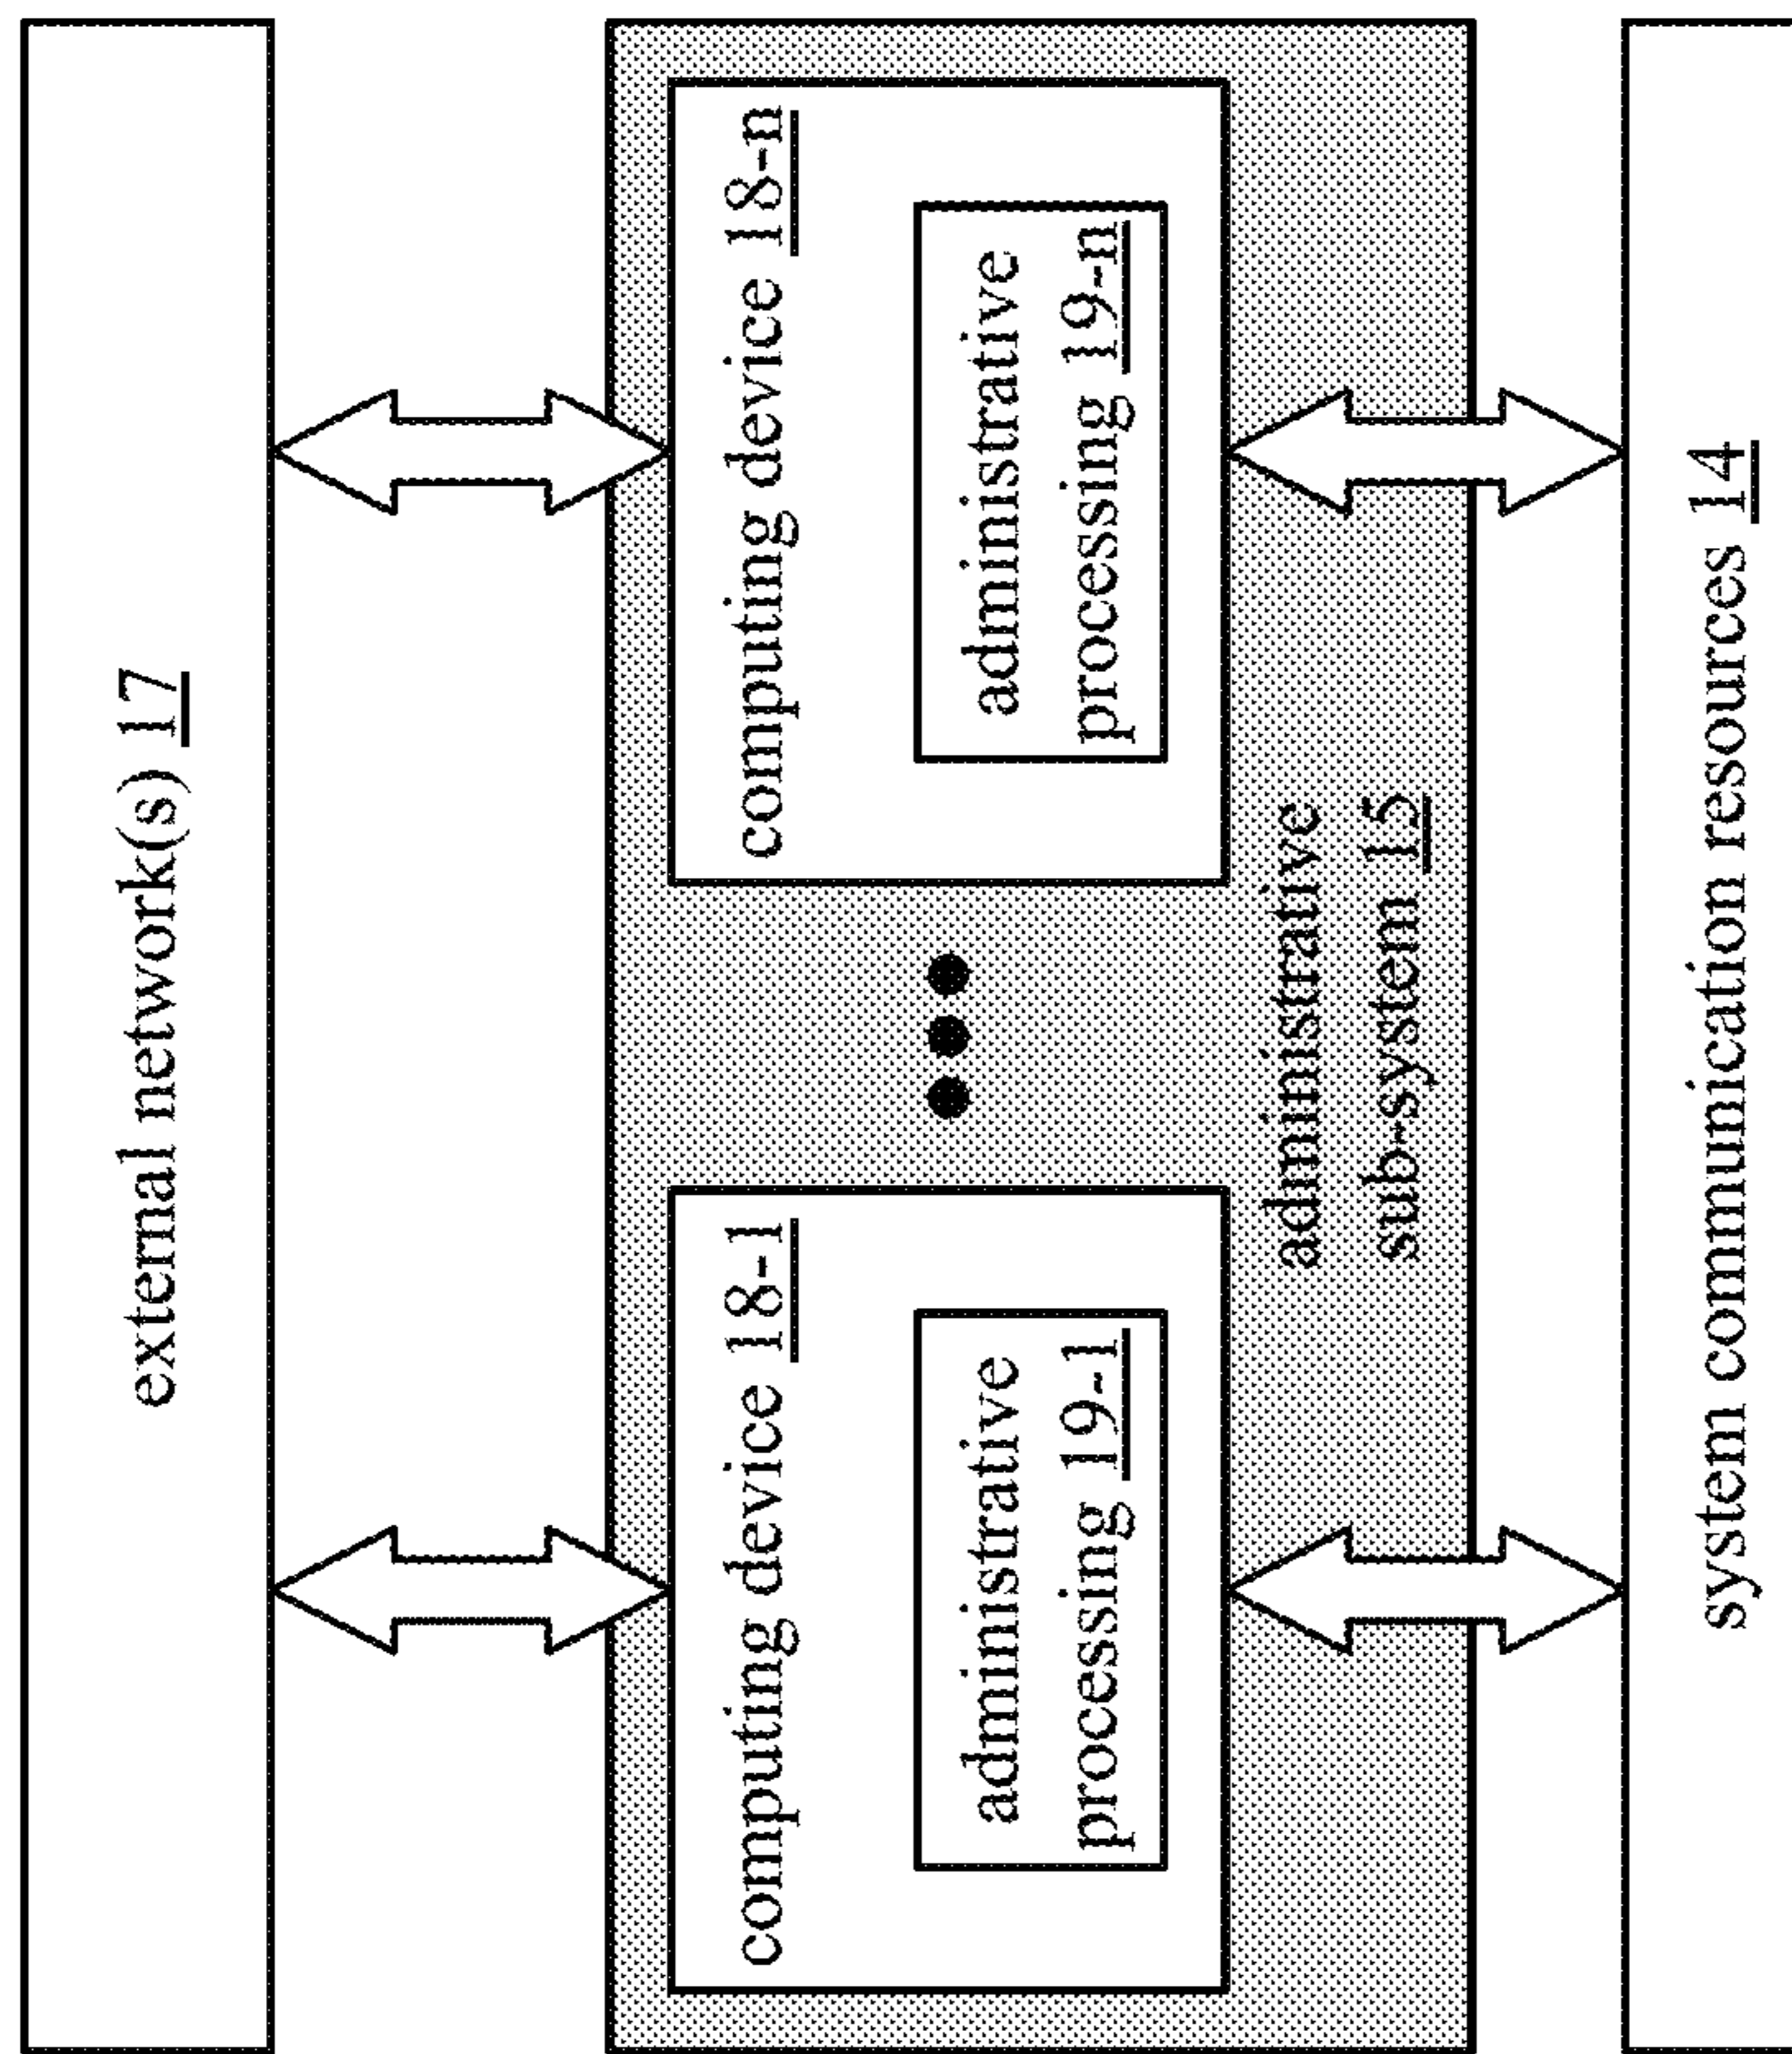 external network(s) 17
computing device 18-1
administrative
processing 19-1
computing device 18-n
administrative
processing 19-n
administrative
sub-system 15
system communication resources 14